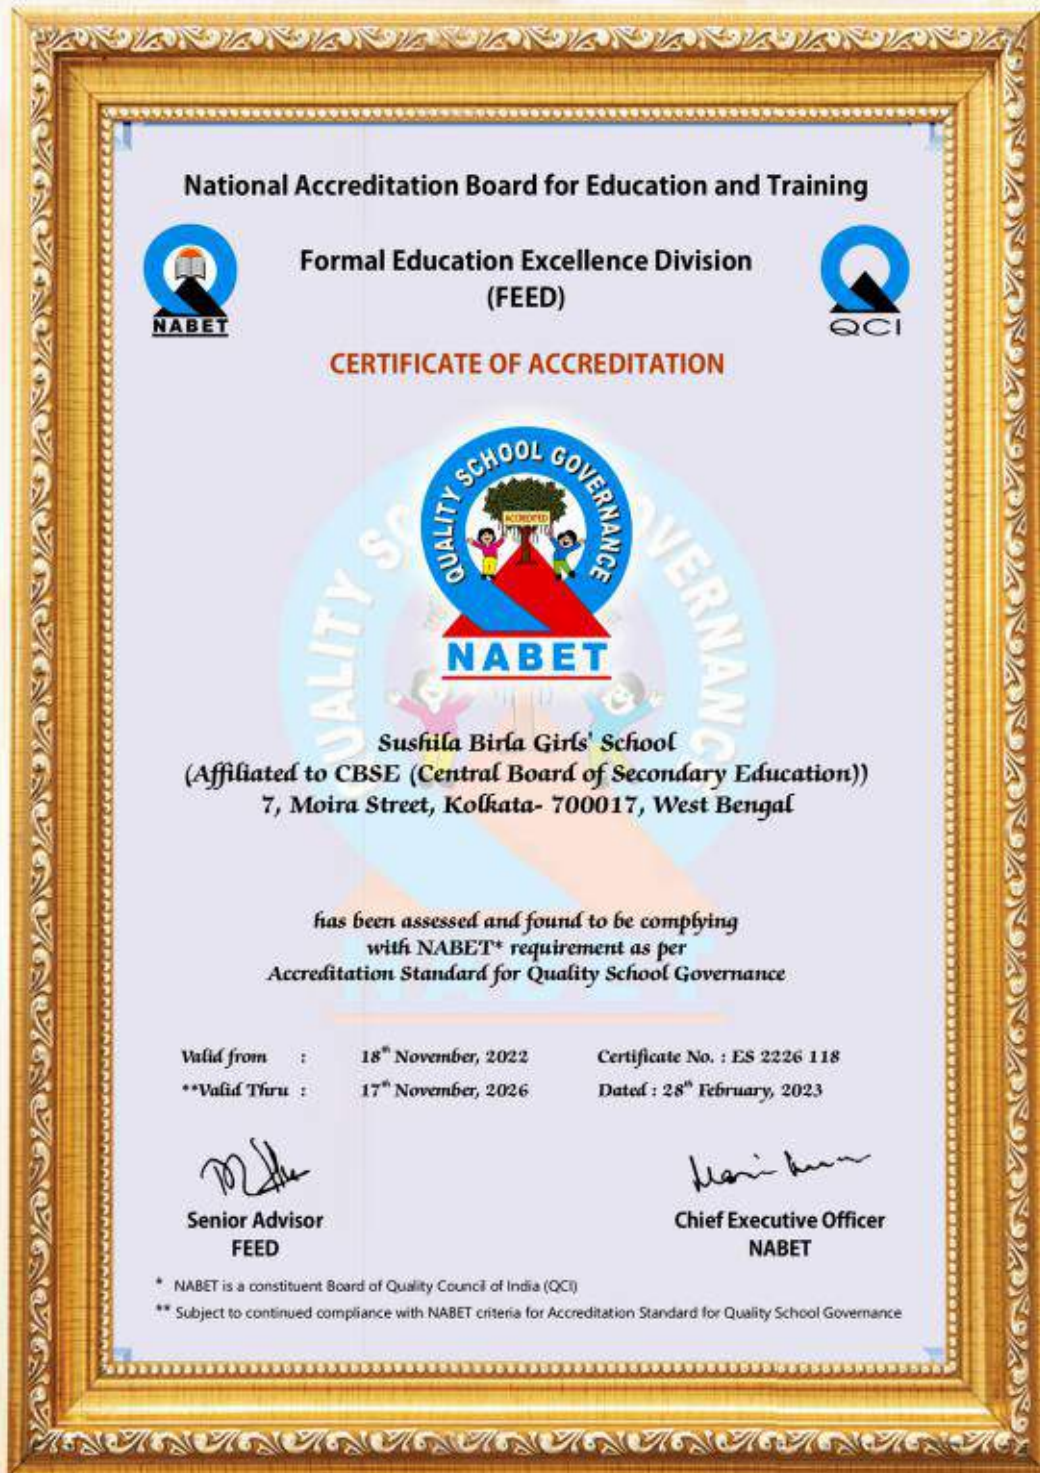 National Accreditation Board for Education and Training
NABET
Formal Education Excellence Division
(FEED)
QCI
CERTIFICATE OF ACCREDITATION
QUALITY SCHOOL GOVERNANCE
ACCREDITED
NABET
Sushila Birla Girls' School
(Affiliated to CBSE (Central Board of Secondary Education))
7, Moira Street, Kolkata- 700017, West Bengal
has been assessed and found to be complying
with NABET* requirement as per
Accreditation Standard for Quality School Governance
Valid from : 18th November, 2022 Certificate No. : ES 2226 118
**Valid Thru : 17th November, 2026 Dated : 28th February, 2023
Senior Advisor
FEED
Chief Executive Officer
NABET
* NABET is a constituent Board of Quality Council of India (QCI)
** Subject to continued compliance with NABET criteria for Accreditation Standard for Quality School Governance